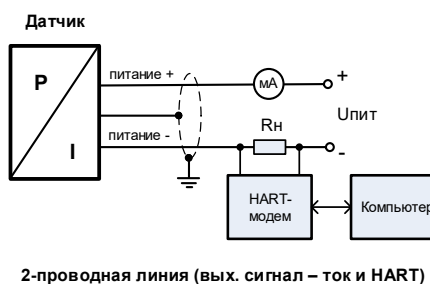 Датчик
P
I
питание +
питание -
мА
+
Uпит
-
Rн
HART-
модем
Компьютер
2-проводная линия (вых. сигнал – ток и HART)